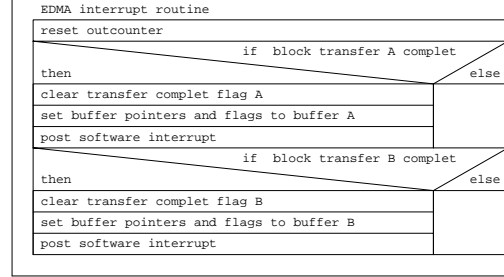 EDMA interrupt routine
reset outcounter
if block transfer A complet
then else
clear transfer complet flag A
set buffer pointers and flags to buffer A
post software interrupt
if block transfer B complet
then else
clear transfer complet flag B
set buffer pointers and flags to buffer B
post software interrupt